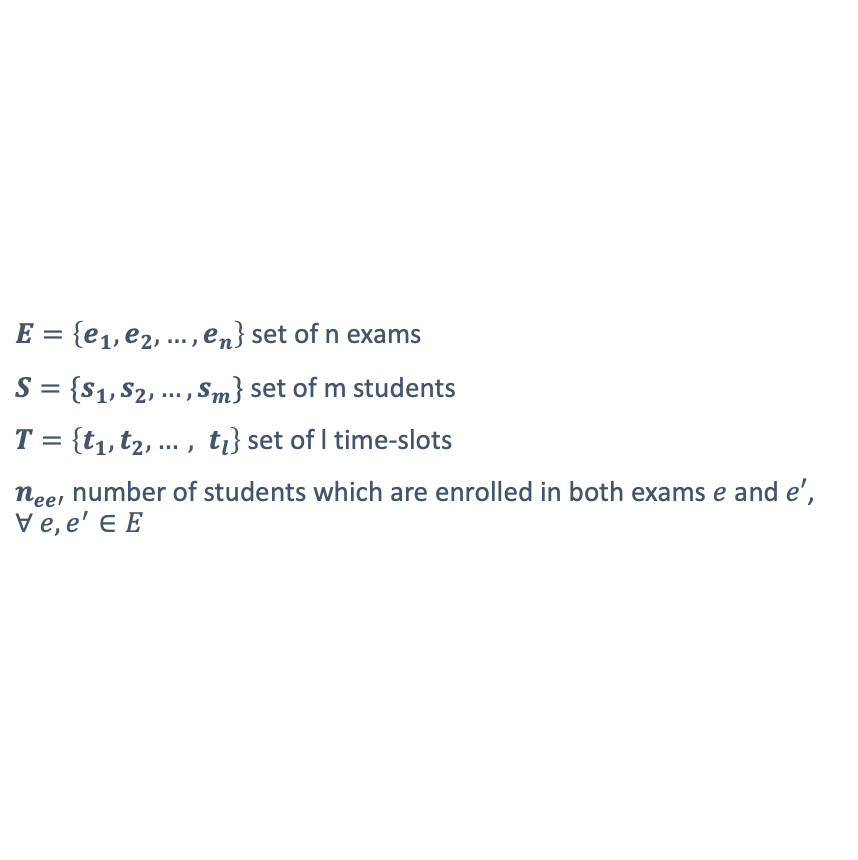 E = {e₁, e₂, ..., eₙ} set of n exams
S = {s₁, s₂, ..., sₘ} set of m students
T = {t₁, t₂, ... , tₗ} set of l time-slots
nₑₑ′, number of students which are enrolled in both exams e and e′,
∀ e, e′ ∈ E